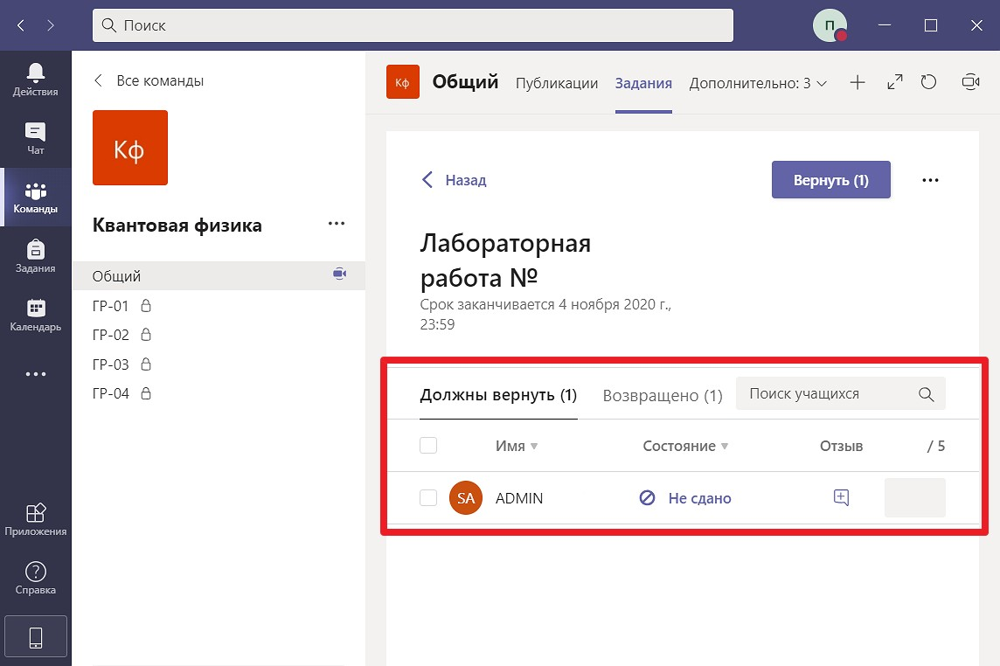 Поиск
П
Действия
Чат
Команды
Задания
Календарь
Приложения
Справка
Все команды
Кф
Квантовая физика
Общий
ГР-01
ГР-02
ГР-03
ГР-04
Кф Общий Публикации Задания Дополнительно: 3
Назад
Вернуть (1)
Лабораторная
работа №
Срок заканчивается 4 ноября 2020 г.,
23:59
Должны вернуть (1) Возвращено (1) Поиск учащихся
Имя Состояние Отзыв / 5
SA ADMIN Не сдано